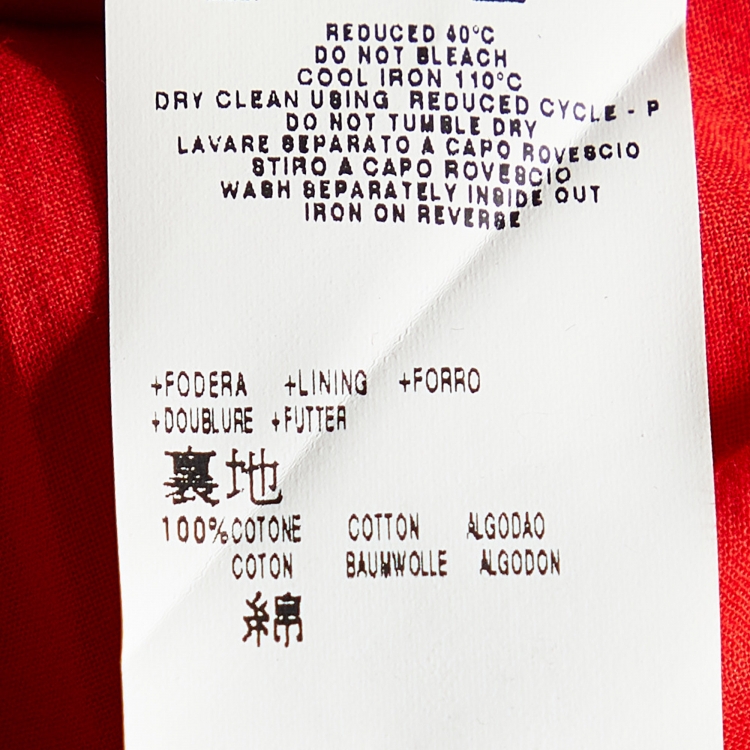 REDUCED 40°C
DO NOT BLEACH
COOL IRON 110°C
DRY CLEAN USING REDUCED CYCLE - P
DO NOT TUMBLE DRY
LAVARE SEPARATO A CAPO ROVESCIO
STIRO A CAPO ROVESCIO
WASH SEPARATELY INSIDE OUT
IRON ON REVERSE
+FODERA +LINING +FORRO
+DOUBLURE +FUTTER
裏地
100%COTONE COTTON ALGODAO
COTON BAUMWOLLE ALGODON
綿